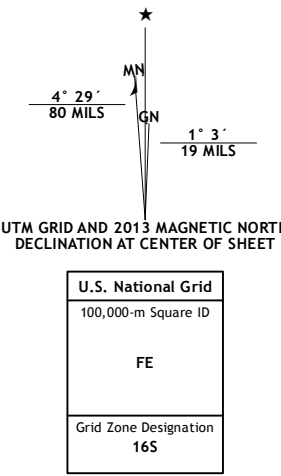 MN
GN
4° 29´
80 MILS
1° 3´
19 MILS
UTM GRID AND 2013 MAGNETIC NORTH
DECLINATION AT CENTER OF SHEET
U.S. National Grid
100,000-m Square ID
FE
Grid Zone Designation
16S